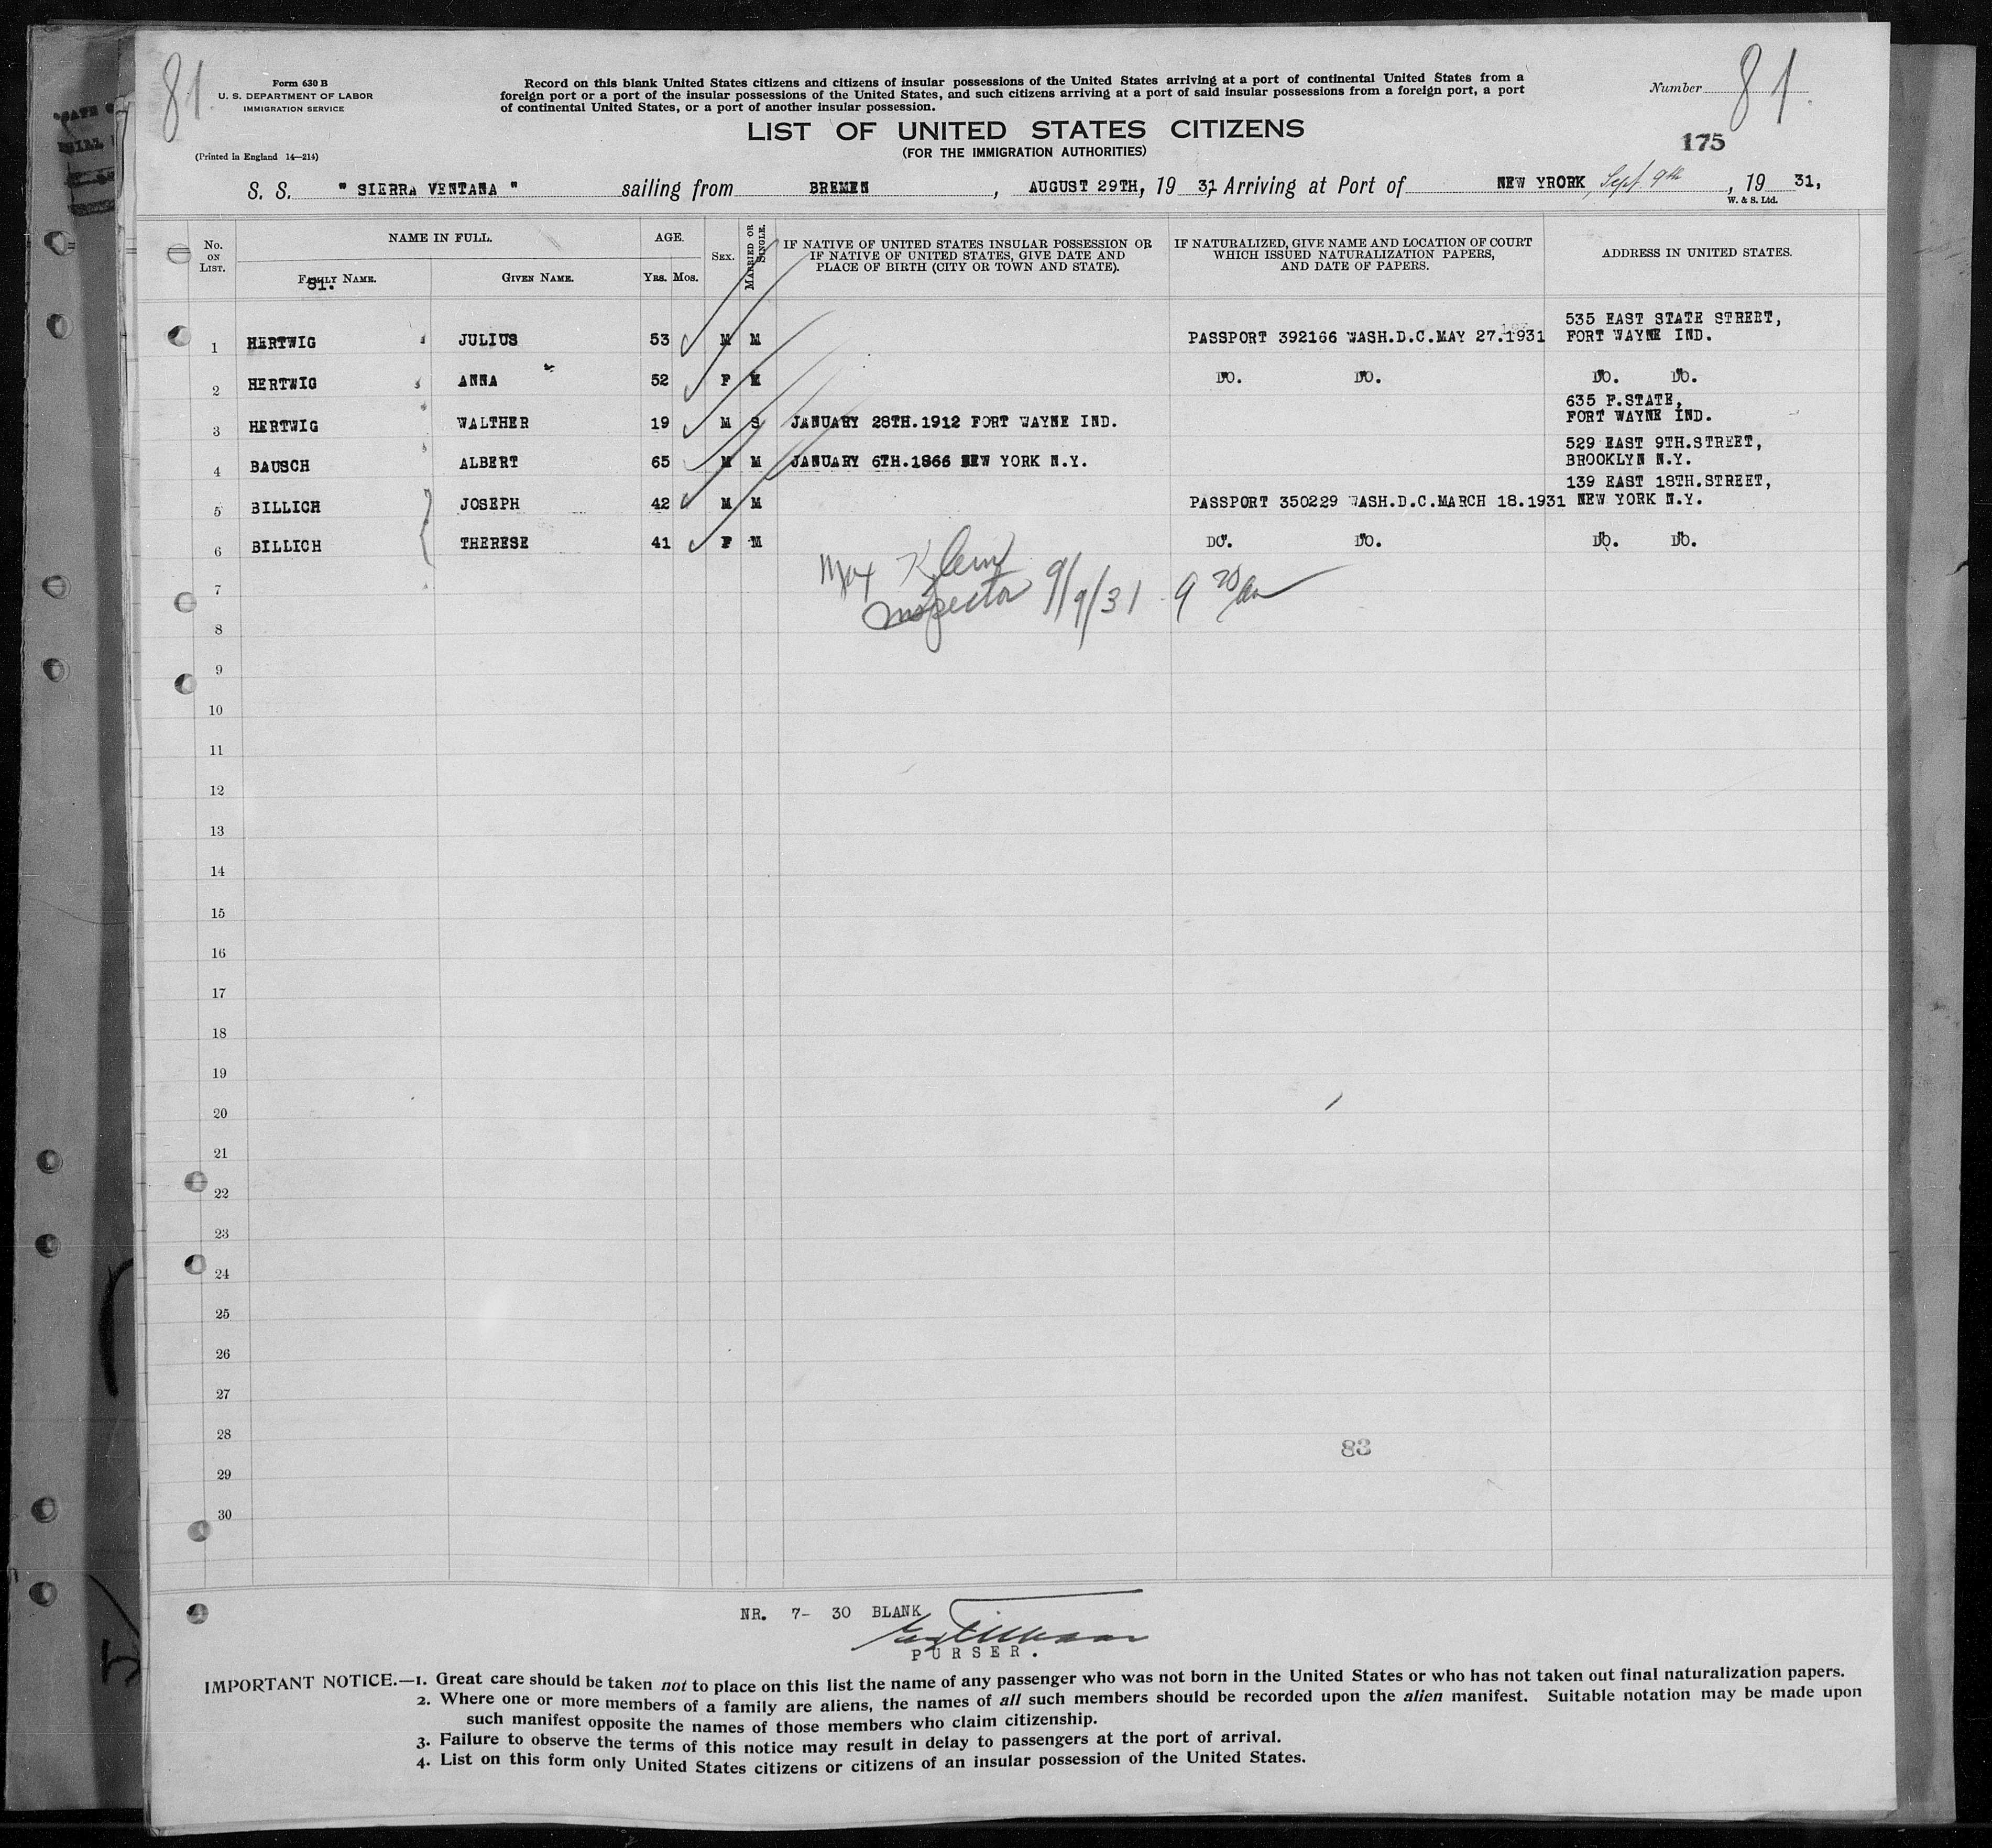 81.
Form 630 B
U. S. DEPARTMENT OF LABOR
IMMIGRATION SERVICE
(Printed in England 14—214)
Record on this blank United States citizens and citizens of insular possessions of the United States arriving at a port of continental United States from a
foreign port or a port of the insular possessions of the United States, and such citizens arriving at a port of said insular possessions from a foreign port, a port
of continental United States, or a port of another insular possession.
LIST OF UNITED STATES CITIZENS
(FOR THE IMMIGRATION AUTHORITIES)
Number 81.
175
S. S. " SIERRA VENTANA " sailing from BREMEN , AUGUST 29TH, 19 31, Arriving at Port of NEW YRORK, Sept. 9th , 19 31,
W. & S. Ltd.
No. ON LIST. NAME IN FULL. AGE. SEX. MARRIED OR SINGLE. IF NATIVE OF UNITED STATES INSULAR POSSESSION OR IF NATIVE OF UNITED STATES, GIVE DATE AND PLACE OF BIRTH (CITY OR TOWN AND STATE). IF NATURALIZED, GIVE NAME AND LOCATION OF COURT WHICH ISSUED NATURALIZATION PAPERS, AND DATE OF PAPERS. ADDRESS IN UNITED STATES.
FAMILY NAME. GIVEN NAME. YRS. MOS.
81.
535 EAST STATE STREET,
1 HERTWIG JULIUS 53 M M PASSPORT 392166 WASH.D.C.MAY 27.1931 FORT WAYNE IND.
2 HERTWIG ANNA 52 F M DO. DO. DO. DO.
635 F.STATE,
3 HERTWIG WALTHER 19 M S JANUARY 28TH.1912 FORT WAYNE IND. FORT WAYNE IND.
529 EAST 9TH.STREET,
4 BAUSCH ALBERT 65 M M JANUARY 6TH.1866 NEW YORK N.Y. BROOKLYN N.Y.
139 EAST 18TH.STREET,
5 BILLICH JOSEPH 42 M M PASSPORT 350229 WASH.D.C.MARCH 18.1931 NEW YORK N.Y.
6 BILLICH THERESE 41 F M DO. DO. DO. DO.
Max Klein
Inspector 9/9/31 9 20 am
7
8
9
10
11
12
13
14
15
16
17
18
19
20
21
22
23
24
25
26
27
28
83
29
30
NR. 7- 30 BLANK
PURSER.
IMPORTANT NOTICE.—1. Great care should be taken not to place on this list the name of any passenger who was not born in the United States or who has not taken out final naturalization papers.
2. Where one or more members of a family are aliens, the names of all such members should be recorded upon the alien manifest. Suitable notation may be made upon
such manifest opposite the names of those members who claim citizenship.
3. Failure to observe the terms of this notice may result in delay to passengers at the port of arrival.
4. List on this form only United States citizens or citizens of an insular possession of the United States.